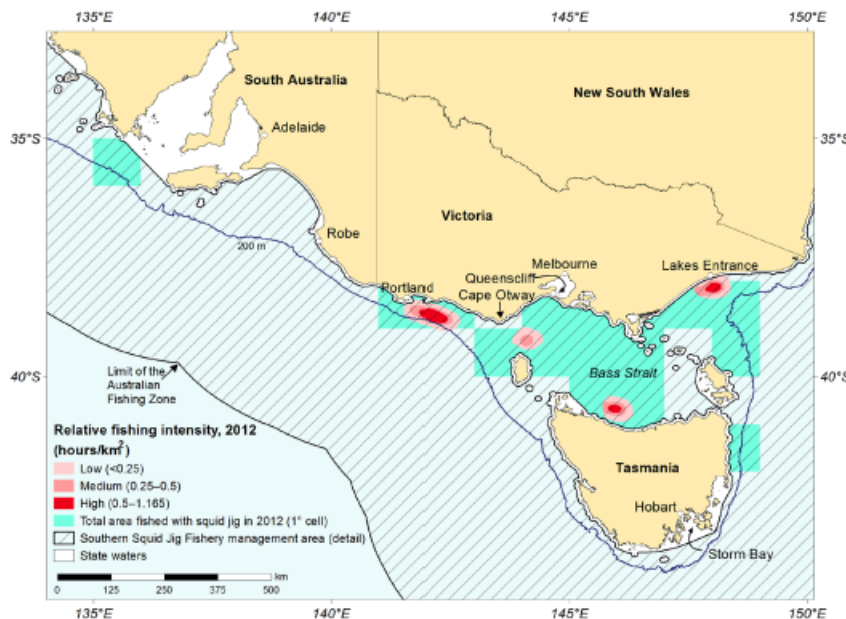 135°E 140°E 145°E 150°E
South Australia
New South Wales
Adelaide
35°S 35°S
Victoria
Robe
200 m
Melbourne
Lakes Entrance
Queenscliff
Portland
Cape Otway
Bass Strait
40°S 40°S
Limit of the
Australian
Fishing Zone
Relative fishing intensity, 2012
(hours/km²)
Low (<0.25)
Medium (0.25–0.5)
High (0.5–1.165)
Total area fished with squid jig in 2012 (1° cell)
Southern Squid Jig Fishery management area (detail)
State waters
0 125 250 375 500 km
Tasmania
Hobart
Storm Bay
135°E 140°E 145°E 150°E